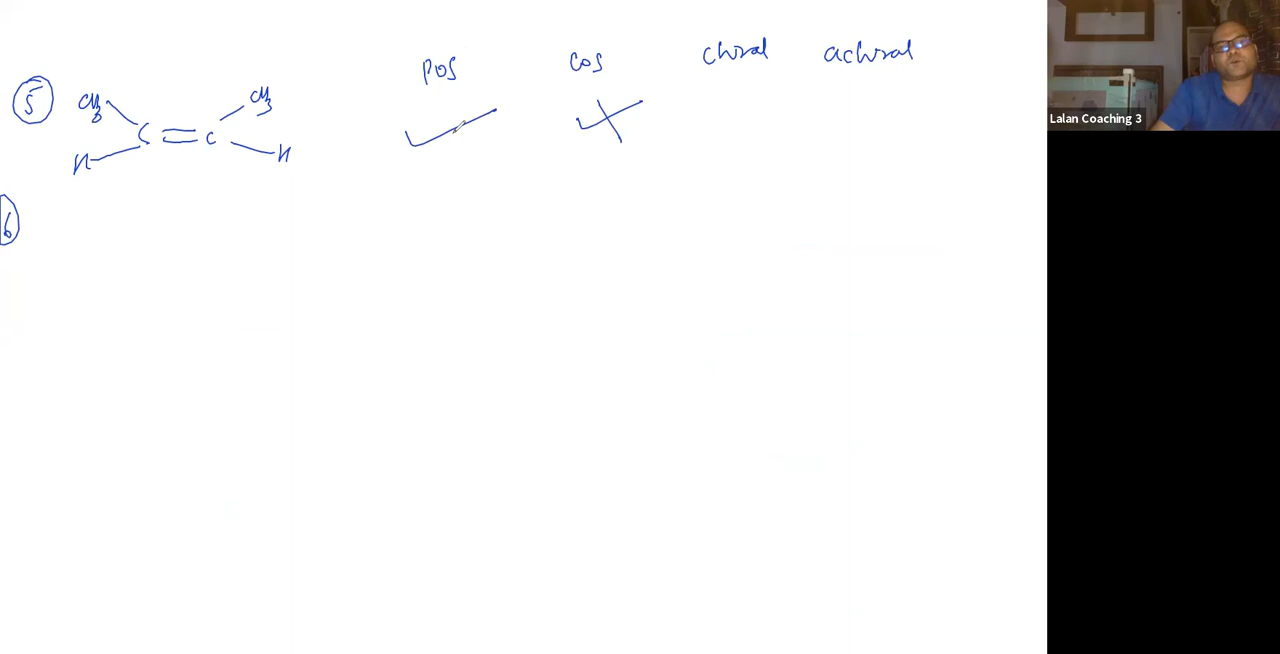 POS COS chiral achiral
5 CH3 CH3
C = C
H H
6
Lalan Coaching 3